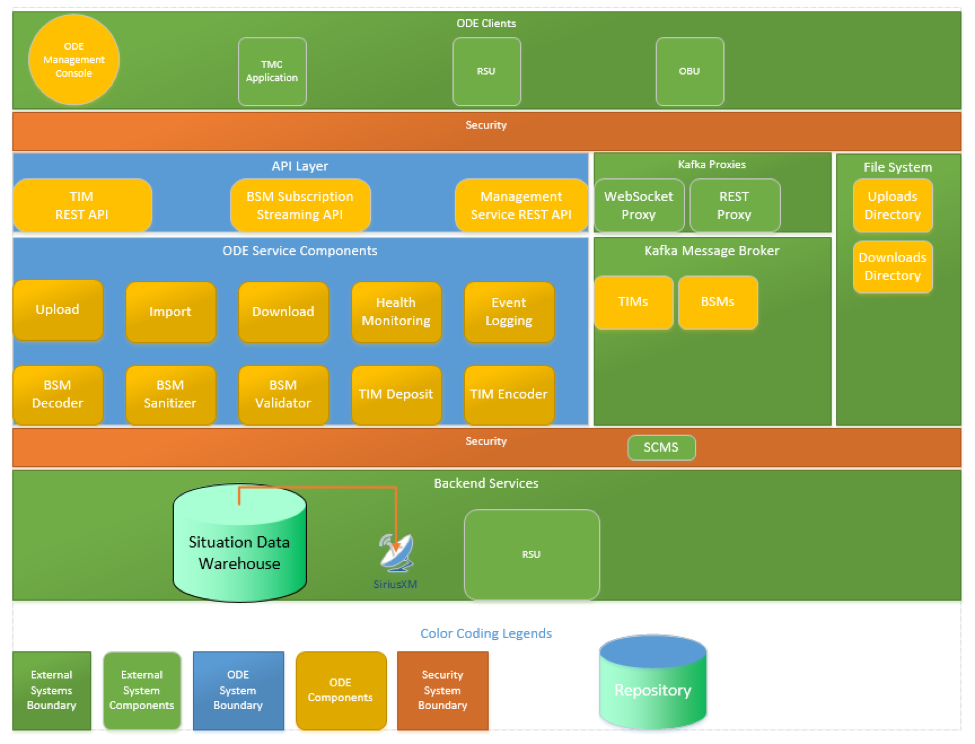 ODE Clients
ODE
Management
Console
TMC
Application
RSU
OBU
Security
API Layer
TIM
REST API
BSM Subscription
Streaming API
Management
Service REST API
Kafka Proxies
WebSocket
Proxy
REST
Proxy
File System
Uploads
Directory
Downloads
Directory
ODE Service Components
Upload
Import
Download
Health
Monitoring
Event
Logging
BSM
Decoder
BSM
Sanitizer
BSM
Validator
TIM Deposit
TIM Encoder
Kafka Message Broker
TIMs
BSMs
Security
SCMS
Backend Services
Situation Data
Warehouse
SiriusXM
RSU
Color Coding Legends
External
Systems
Boundary
External
System
Components
ODE
System
Boundary
ODE
Components
Security
System
Boundary
Repository